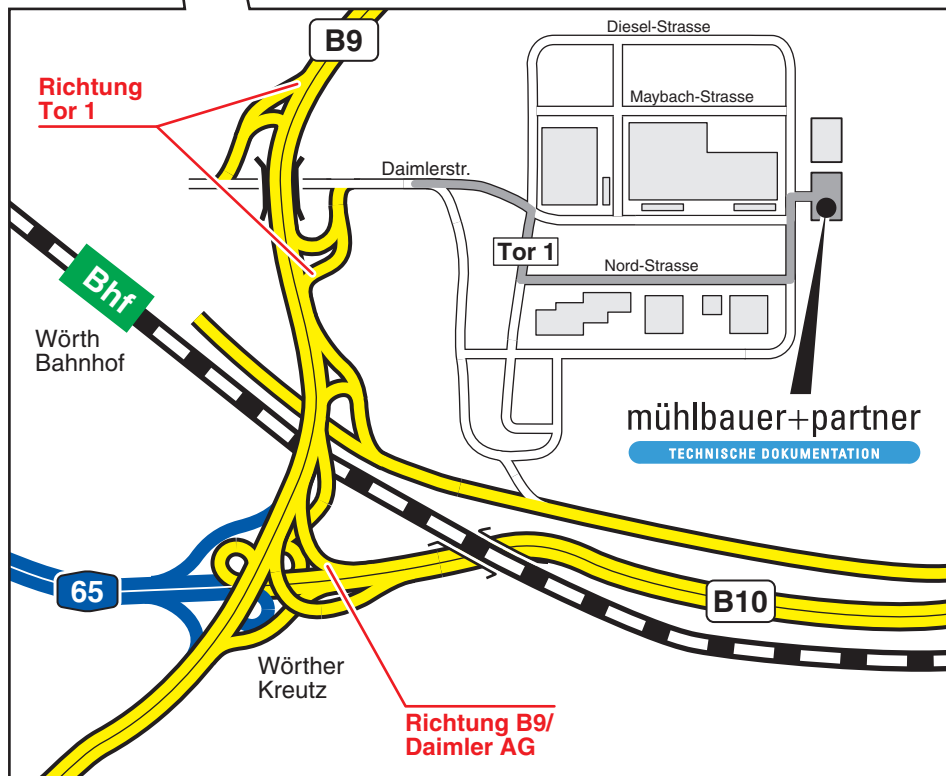 B9
Diesel-Strasse
Richtung
Tor 1
Maybach-Strasse
Daimlerstr.
Tor 1
Nord-Strasse
Bhf
Wörth
Bahnhof
mühlbauer+partner
TECHNISCHE DOKUMENTATION
65
B10
Wörther
Kreutz
Richtung B9/
Daimler AG